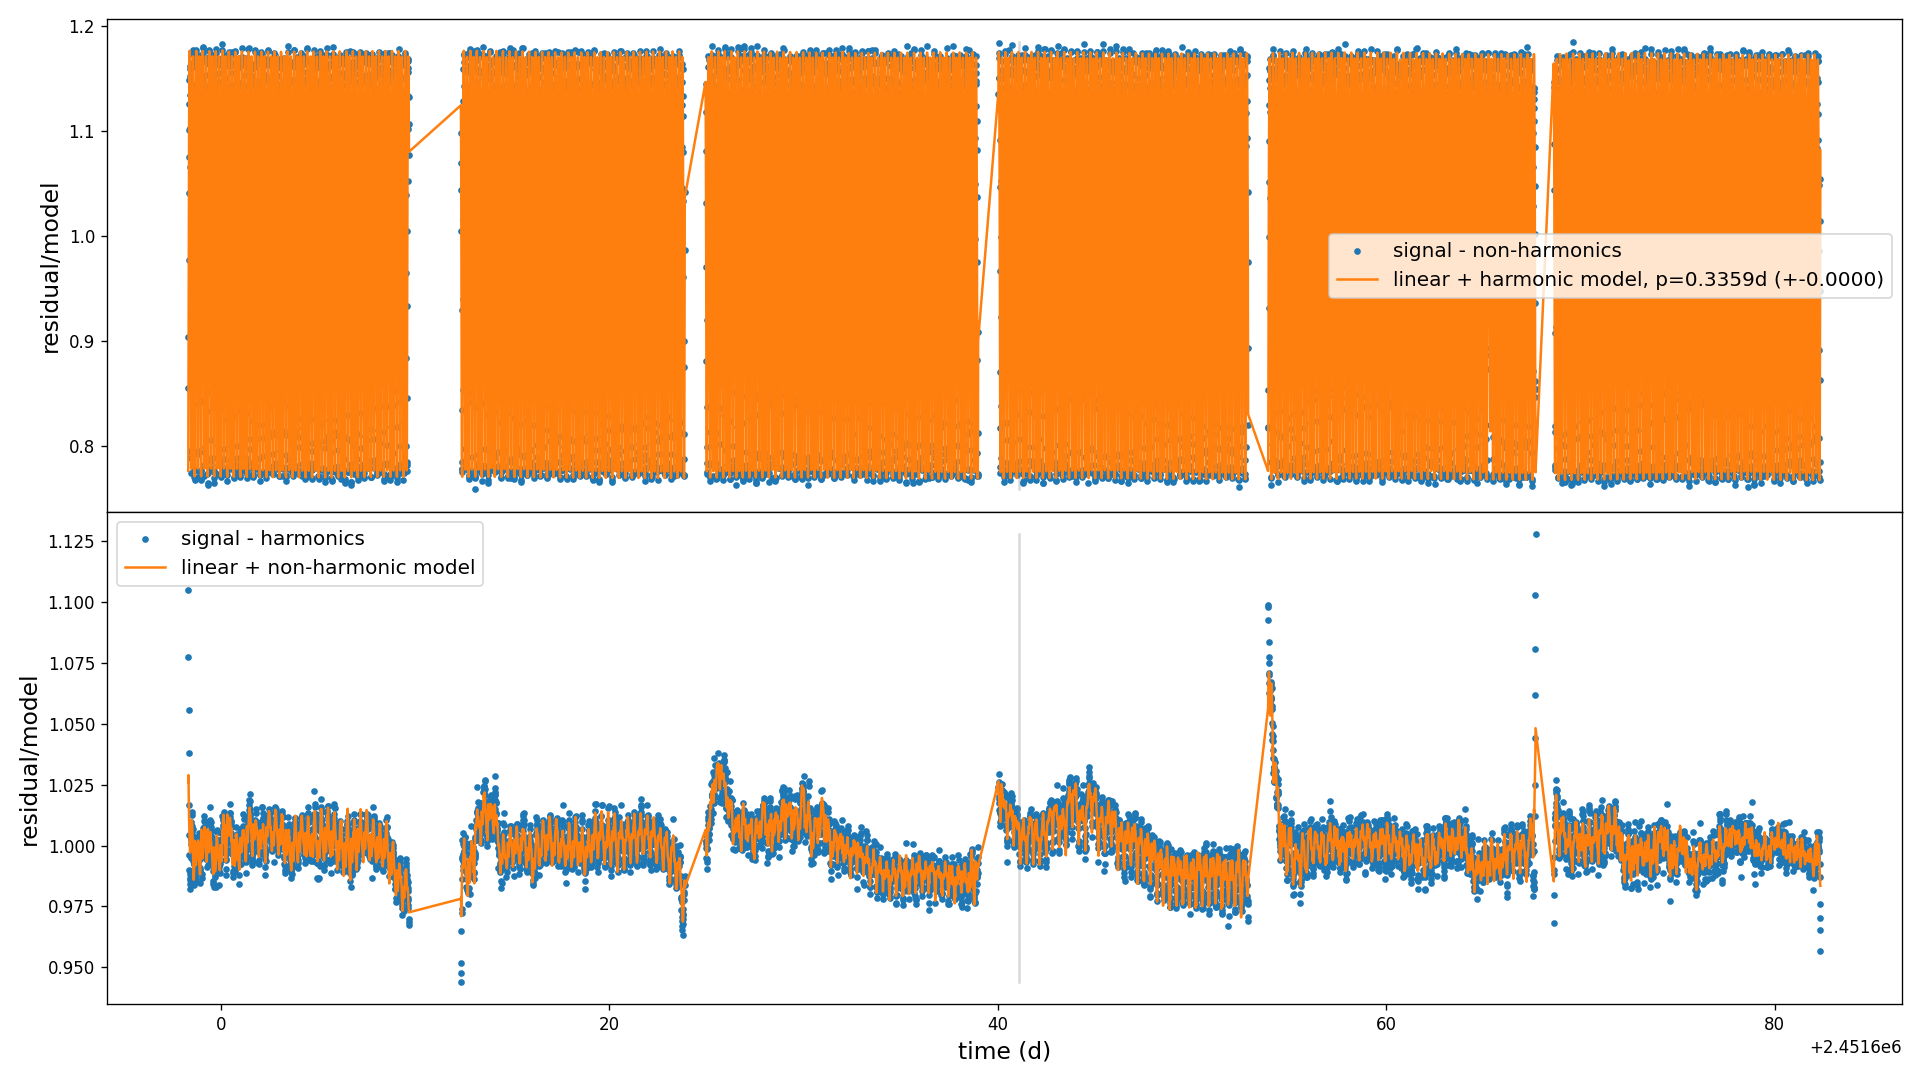 1.2
1.1
1.0
0.9
0.8
residual/model
signal - non-harmonics
linear + harmonic model, p=0.3359d (+-0.0000)
1.125
1.100
1.075
1.050
1.025
1.000
0.975
0.950
residual/model
signal - harmonics
linear + non-harmonic model
0 20 40 60 80
time (d)
+2.4516e6